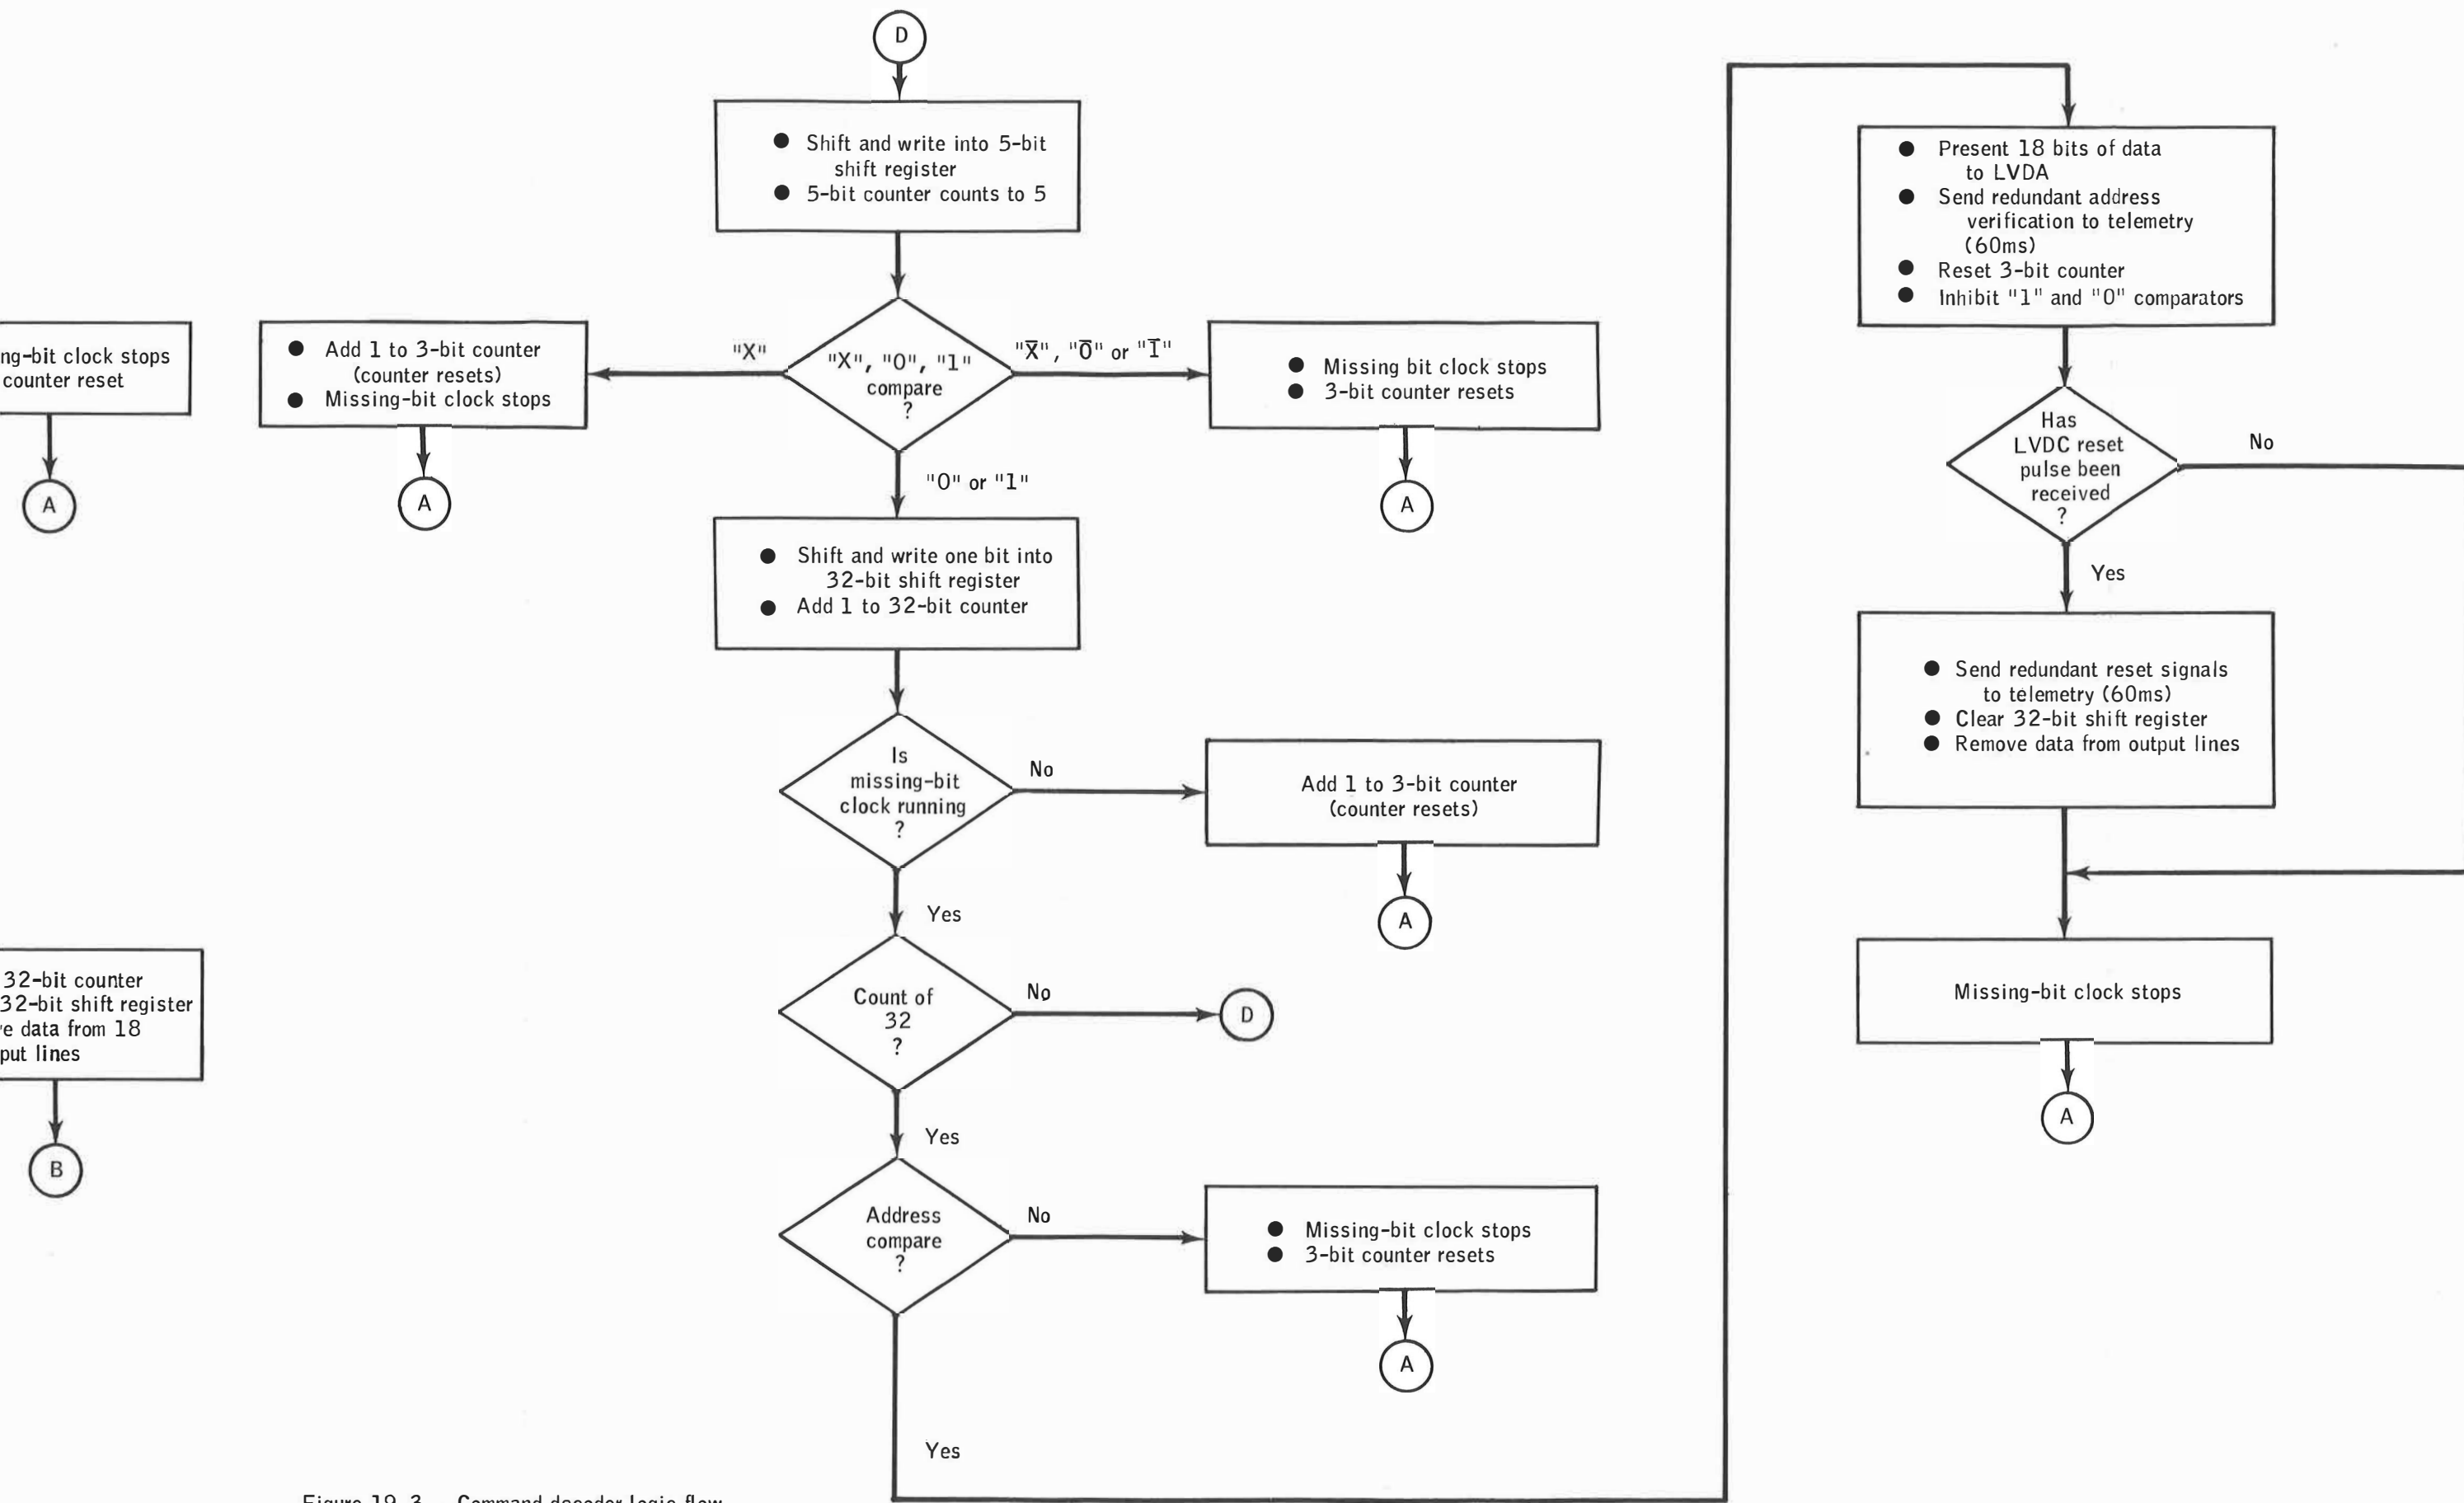 D
● Shift and write into 5-bit
shift register
● 5-bit counter counts to 5
"X", "0", "1"
compare
?
"X"
● Add 1 to 3-bit counter
(counter resets)
● Missing-bit clock stops
A
"X̅", "0̅" or "1̅"
● Missing bit clock stops
● 3-bit counter resets
A
ng-bit clock stops
counter reset
A
"0" or "1"
● Shift and write one bit into
32-bit shift register
● Add 1 to 32-bit counter
Is
missing-bit
clock running
?
No
Add 1 to 3-bit counter
(counter resets)
A
Yes
Count of
32
?
No
D
32-bit counter
32-bit shift register
e data from 18
put lines
B
Yes
Address
compare
?
No
● Missing-bit clock stops
● 3-bit counter resets
A
Yes
● Present 18 bits of data
to LVDA
● Send redundant address
verification to telemetry
(60ms)
● Reset 3-bit counter
● Inhibit "1" and "0" comparators
Has
LVDC reset
pulse been
received
?
No
Yes
● Send redundant reset signals
to telemetry (60ms)
● Clear 32-bit shift register
● Remove data from output lines
Missing-bit clock stops
A
Figure 19-3. - Command decoder logic flow.